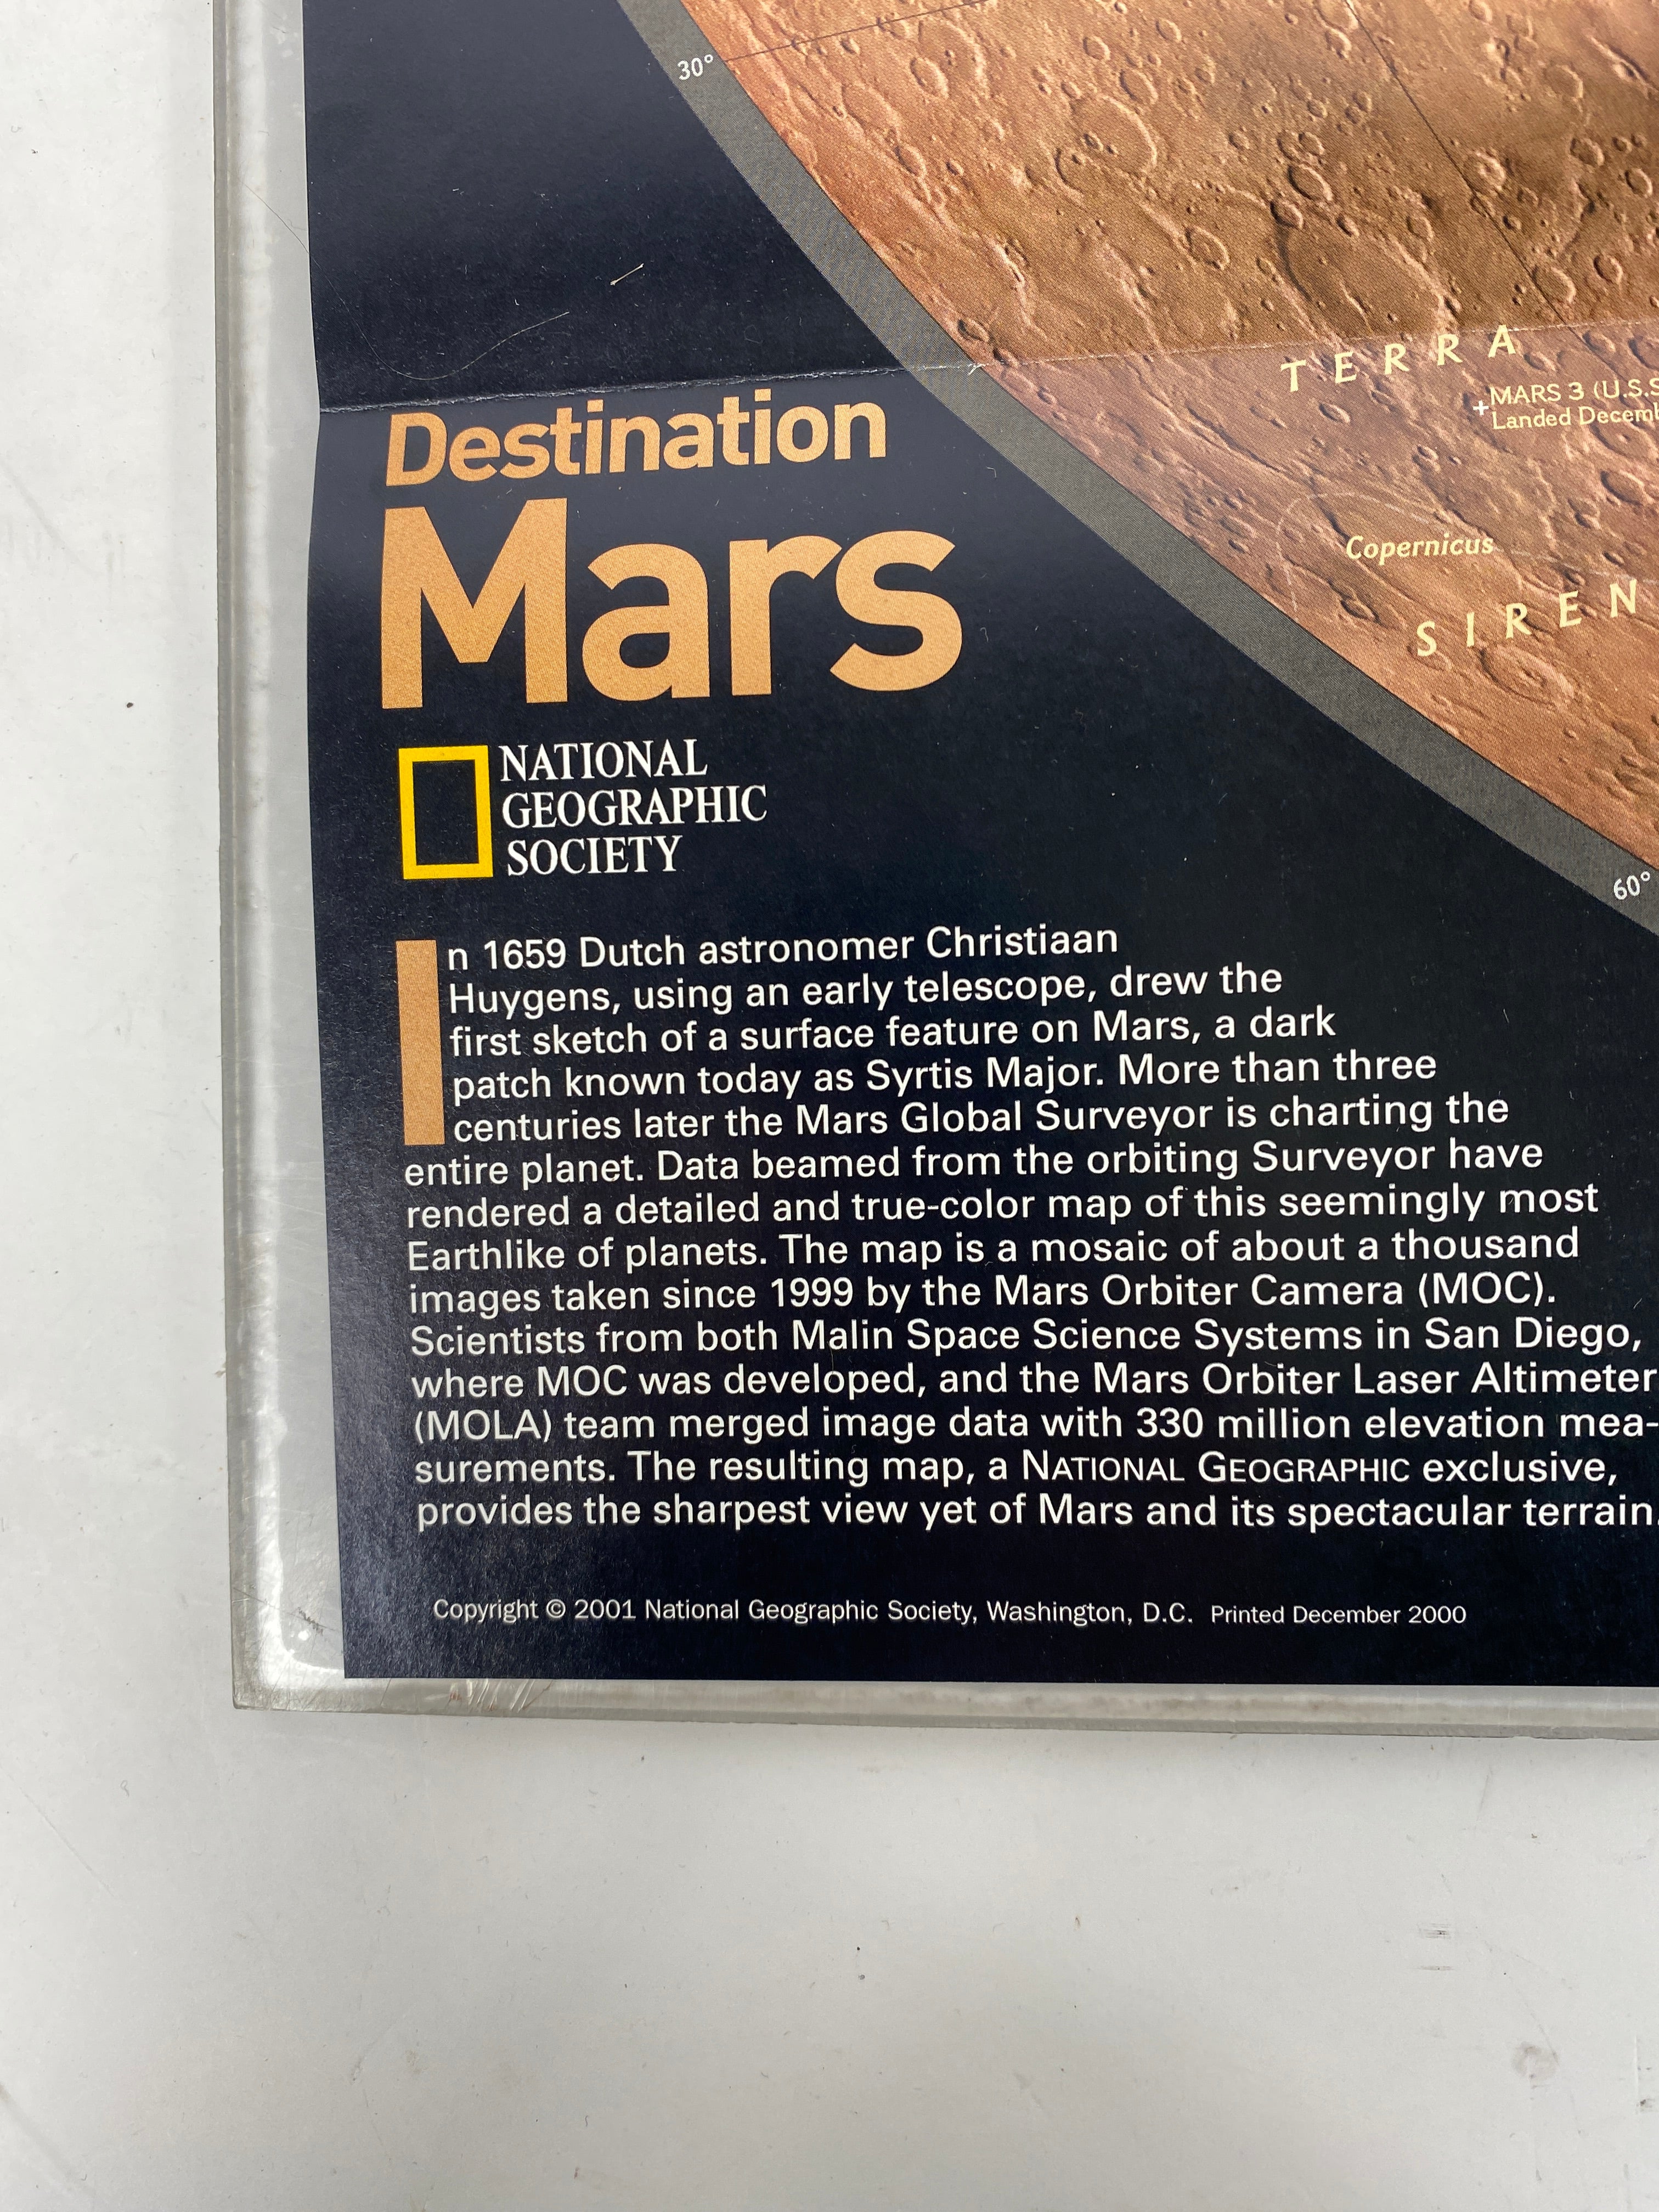 30°
TERRA
+MARS 3 (U.S.S
Landed Decemb
Destination
Mars
Copernicus
SIREN
NATIONAL
GEOGRAPHIC
SOCIETY
60°
In 1659 Dutch astronomer Christiaan
Huygens, using an early telescope, drew the
first sketch of a surface feature on Mars, a dark
patch known today as Syrtis Major. More than three
centuries later the Mars Global Surveyor is charting the
entire planet. Data beamed from the orbiting Surveyor have
rendered a detailed and true-color map of this seemingly most
Earthlike of planets. The map is a mosaic of about a thousand
images taken since 1999 by the Mars Orbiter Camera (MOC).
Scientists from both Malin Space Science Systems in San Diego,
where MOC was developed, and the Mars Orbiter Laser Altimeter
(MOLA) team merged image data with 330 million elevation mea-
surements. The resulting map, a NATIONAL GEOGRAPHIC exclusive,
provides the sharpest view yet of Mars and its spectacular terrain.
Copyright © 2001 National Geographic Society, Washington, D.C. Printed December 2000